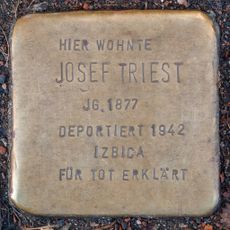 HIER WOHNTE
JOSEF TRIEST
JG. 1877
DEPORTIERT 1942
IZBICA
FÜR TOT ERKLÄRT